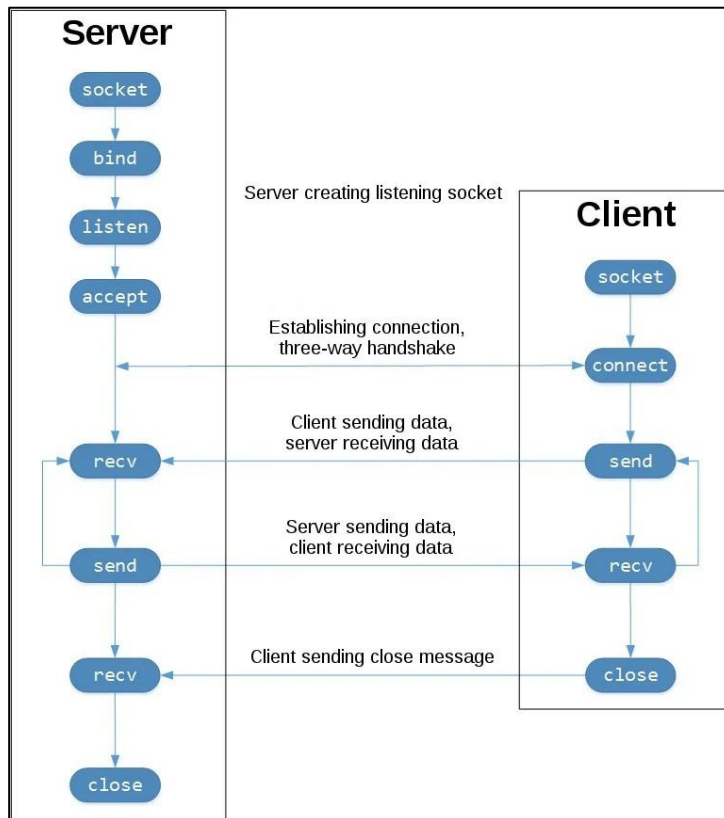 Server
socket
bind
Server creating listening socket
listen
Client
accept
socket
Establishing connection,
three-way handshake
connect
Client sending data,
server receiving data
recv
send
Server sending data,
client receiving data
send
recv
Client sending close message
recv
close
close